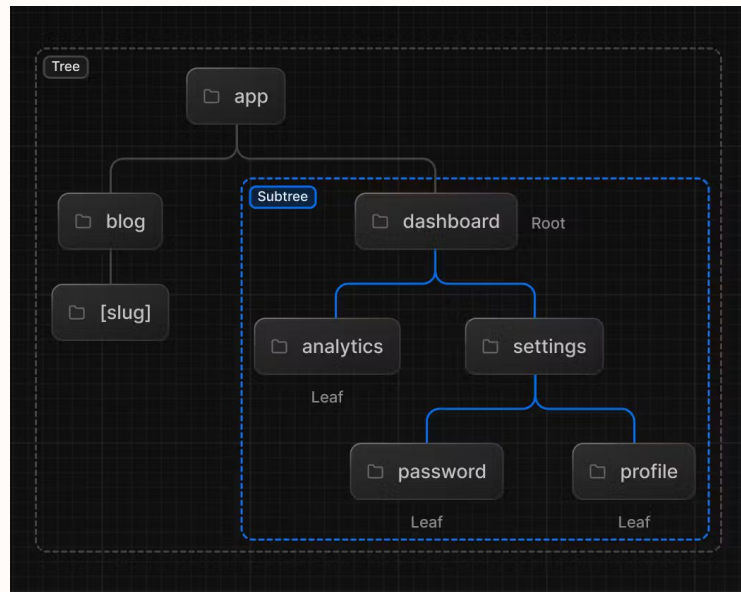 Tree
app
Subtree
blog
dashboard
Root
[slug]
analytics
settings
Leaf
password
profile
Leaf
Leaf